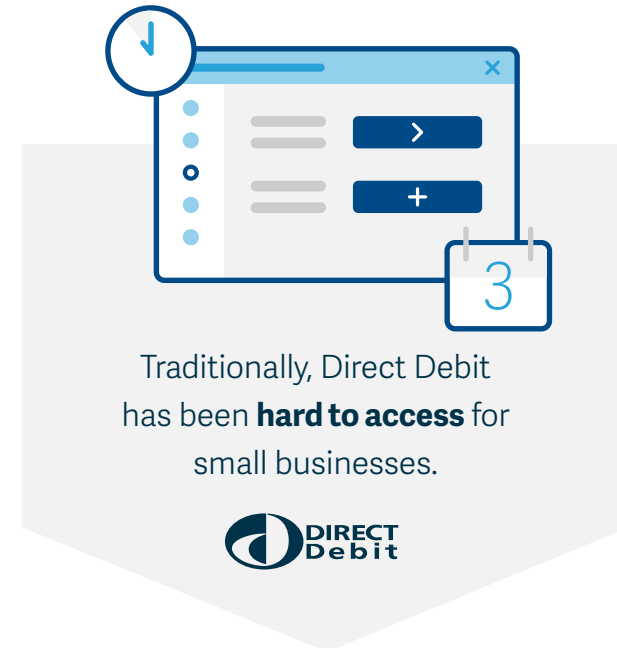 3
Traditionally, Direct Debit
has been hard to access for
small businesses.
DIRECT
Debit